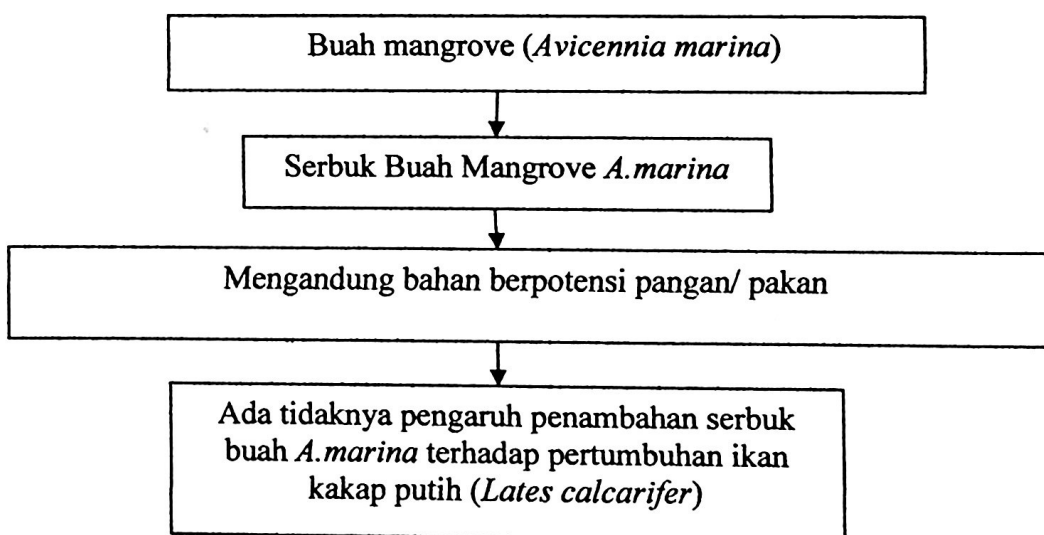 Buah mangrove (Avicennia marina)
Serbuk Buah Mangrove A.marina
Mengandung bahan berpotensi pangan/ pakan
Ada tidaknya pengaruh penambahan serbuk
buah A.marina terhadap pertumbuhan ikan
kakap putih (Lates calcarifer)